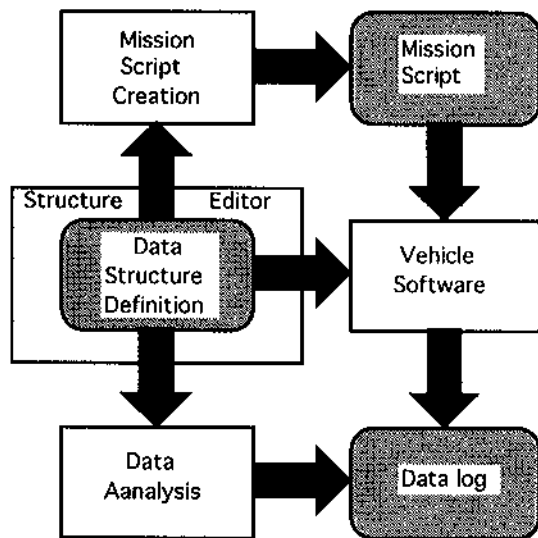 Mission
Script
Creation
Mission
Script
Structure Editor
Data
Structure
Definition
Vehicle
Software
Data
Aanalysis
Data log